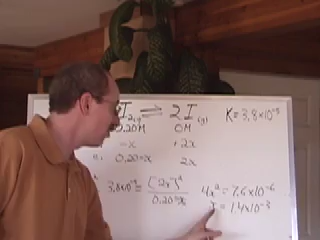 I₂(g) ⇌ 2I(g) K=3.8×10⁻⁵
0.20M 0M
-x +2x
0.20-x 2x
3.8×10⁻⁵ = [2x]² / 0.20-x
4x² = 7.6×10⁻⁶
x = 1.4×10⁻³